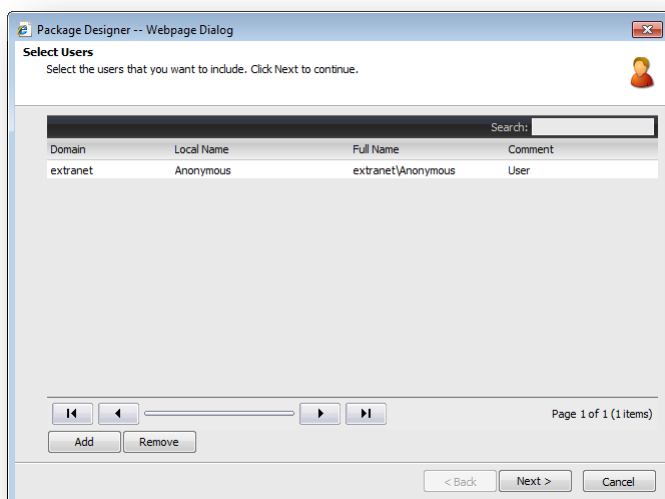 Package Designer -- Webpage Dialog
Select Users
Select the users that you want to include. Click Next to continue.
Search:
Domain Local Name Full Name Comment
extranet Anonymous extranet\Anonymous User
Page 1 of 1 (1 items)
Add Remove
< Back Next > Cancel